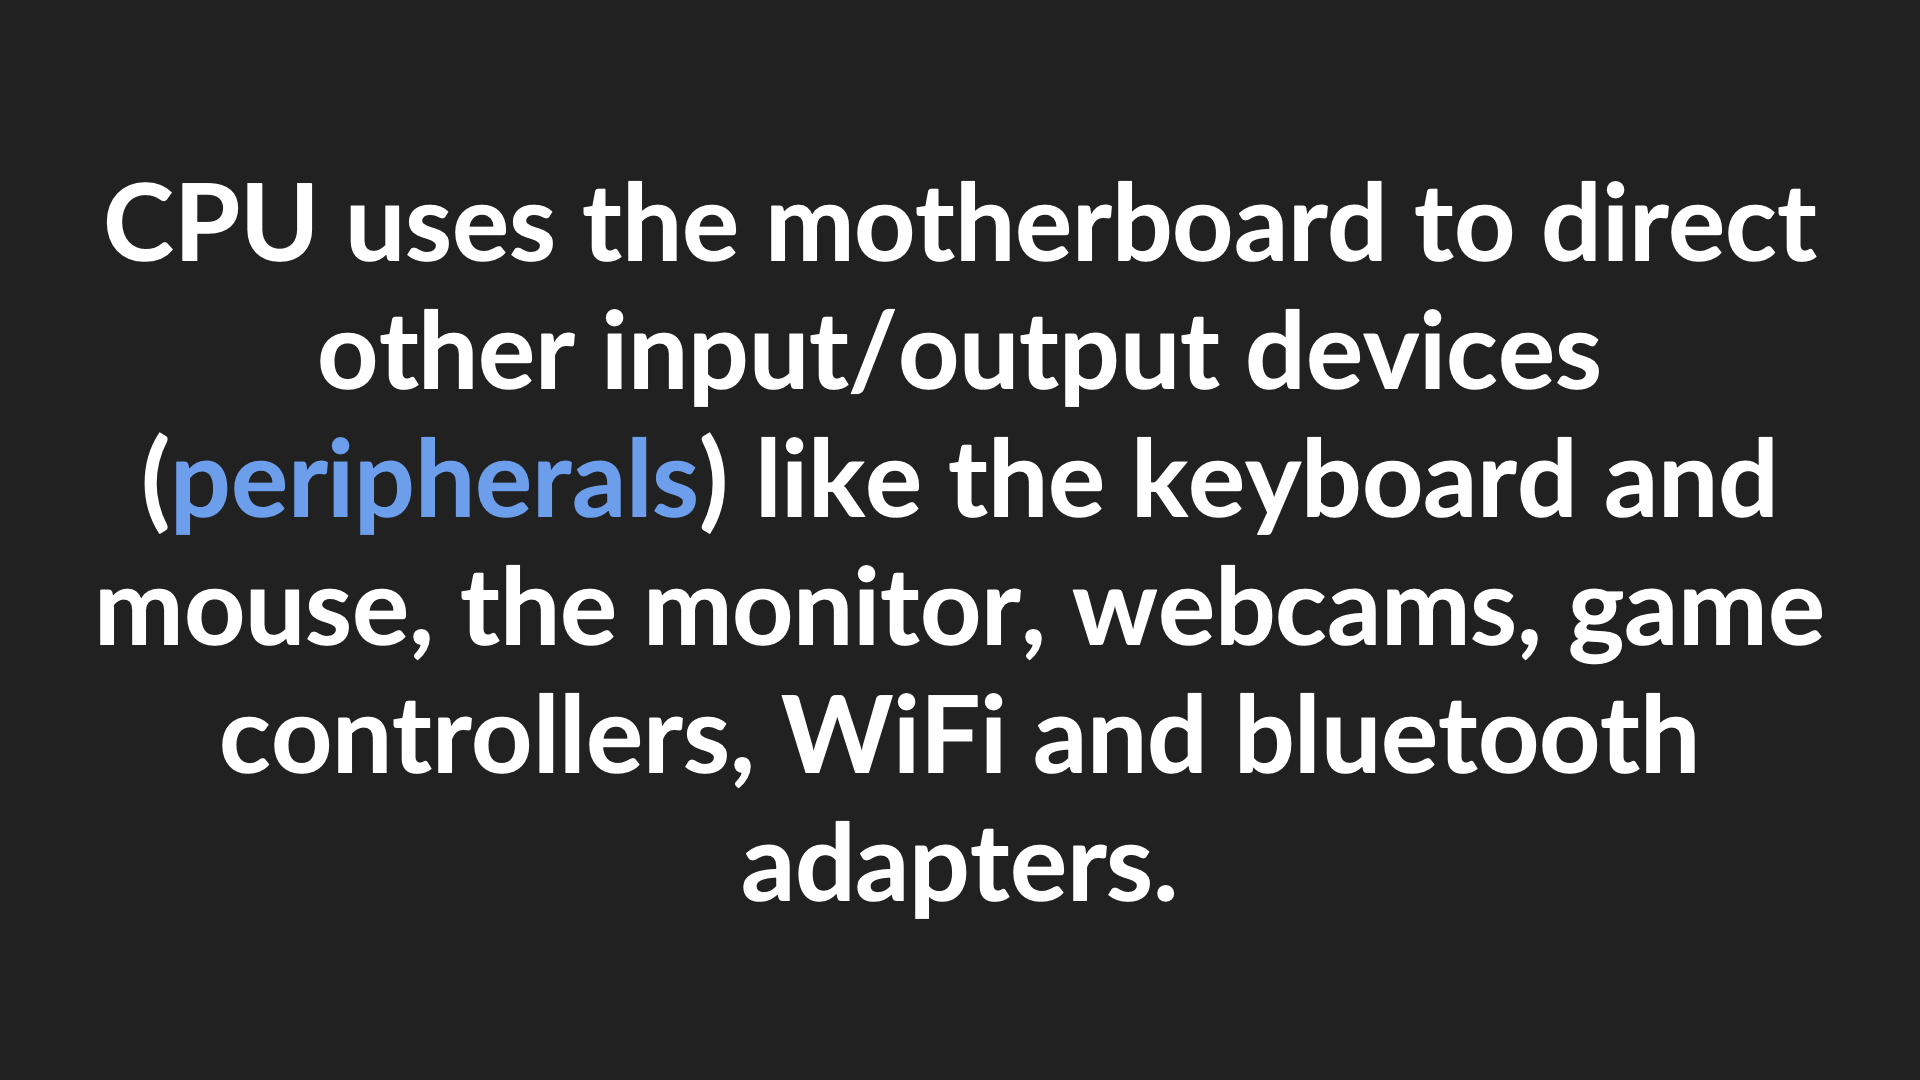 CPU uses the motherboard to direct
other input/output devices
(peripherals) like the keyboard and
mouse, the monitor, webcams, game
controllers, WiFi and bluetooth
adapters.